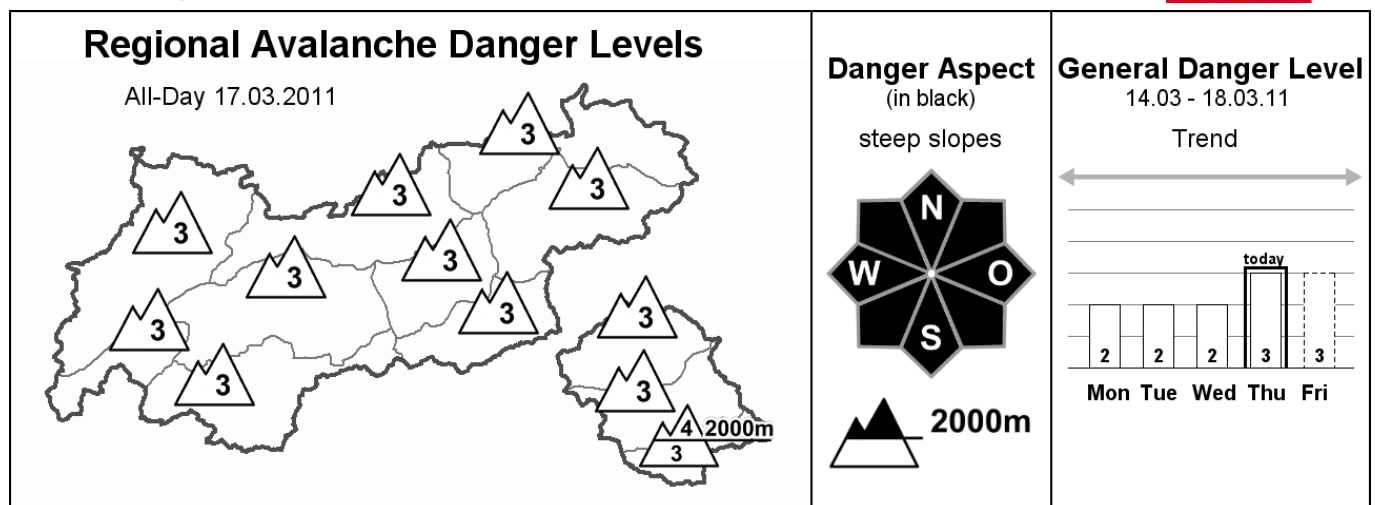 Regional Avalanche Danger Levels
All-Day 17.03.2011
3
3
3
3
3
3
3
3
3
3
3
3
4 2000m
3
Danger Aspect
(in black)
steep slopes
N
W O
S
2000m
General Danger Level
14.03 - 18.03.11
Trend
today
2 2 2 3 3
Mon Tue Wed Thu Fri